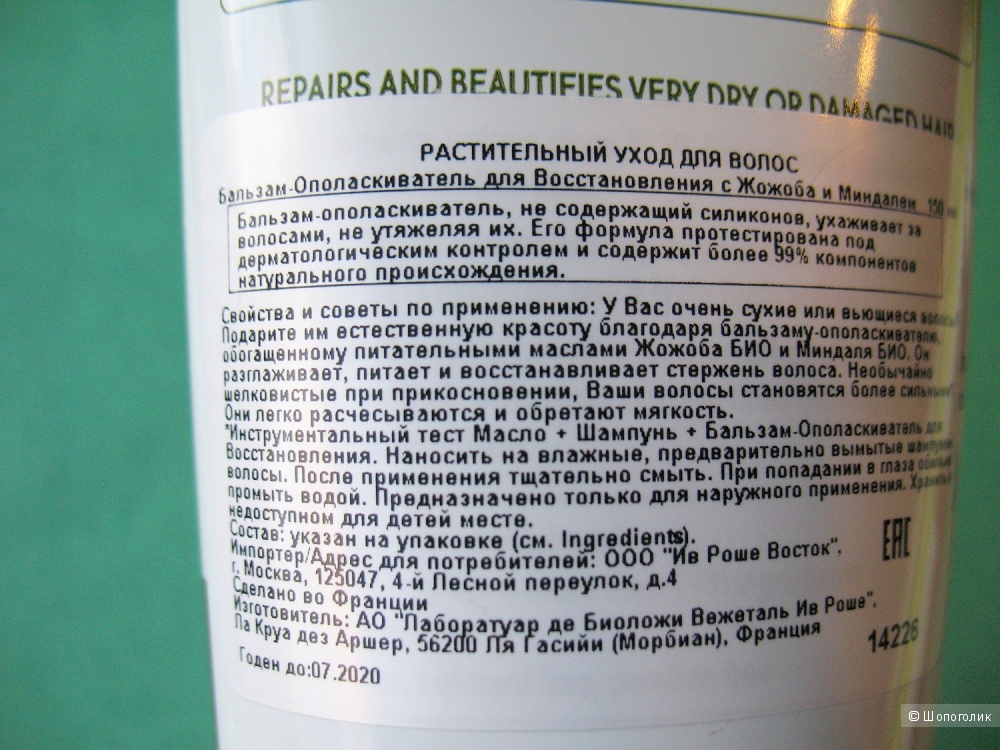 REPAIRS AND BEAUTIFIES VERY DRY OR DAMAGED HAIR
РАСТИТЕЛЬНЫЙ УХОД ДЛЯ ВОЛОС
Бальзам-Ополаскиватель для Восстановления с Жожоба и Миндалем 150
Бальзам-ополаскиватель, не содержащий силиконов, ухаживает за
волосами, не утяжеляя их. Его формула протестирована под
дерматологическим контролем и содержит более 99% компонентов
натурального происхождения.
Свойства и советы по применению: У Вас очень сухие или вьющиеся
Подарите им естественную красоту благодаря бальзаму-ополаскивателю,
обогащенному питательными маслами Жожоба БИО и Миндаля БИО. Он
разглаживает, питает и восстанавливает стержень волоса. Необычайно
шелковистые при прикосновении, Ваши волосы становятся более
Они легко расчесываются и обретают мягкость.
*Инструментальный тест Масло + Шампунь + Бальзам-Ополаскиватель для
Восстановления. Наносить на влажные, предварительно вымытые
волосы. После применения тщательно смыть. При попадании в глаза
промыть водой. Предназначено только для наружного применения.
недоступном для детей месте.
Состав: указан на упаковке (см. Ingredients).
Импортер/Адрес для потребителей: ООО "Ив Роше Восток".
г. Москва, 125047, 4-й Лесной переулок, д.4
Сделано во Франции
Изготовитель: АО "Лаборатуар де Биоложи Вежеталь Ив Роше".
Ла Круа дез Аршер, 56200 Ля Гасийи (Морбиан), Франция
EAC
14226
Годен до:07.2020
© Шопоголик